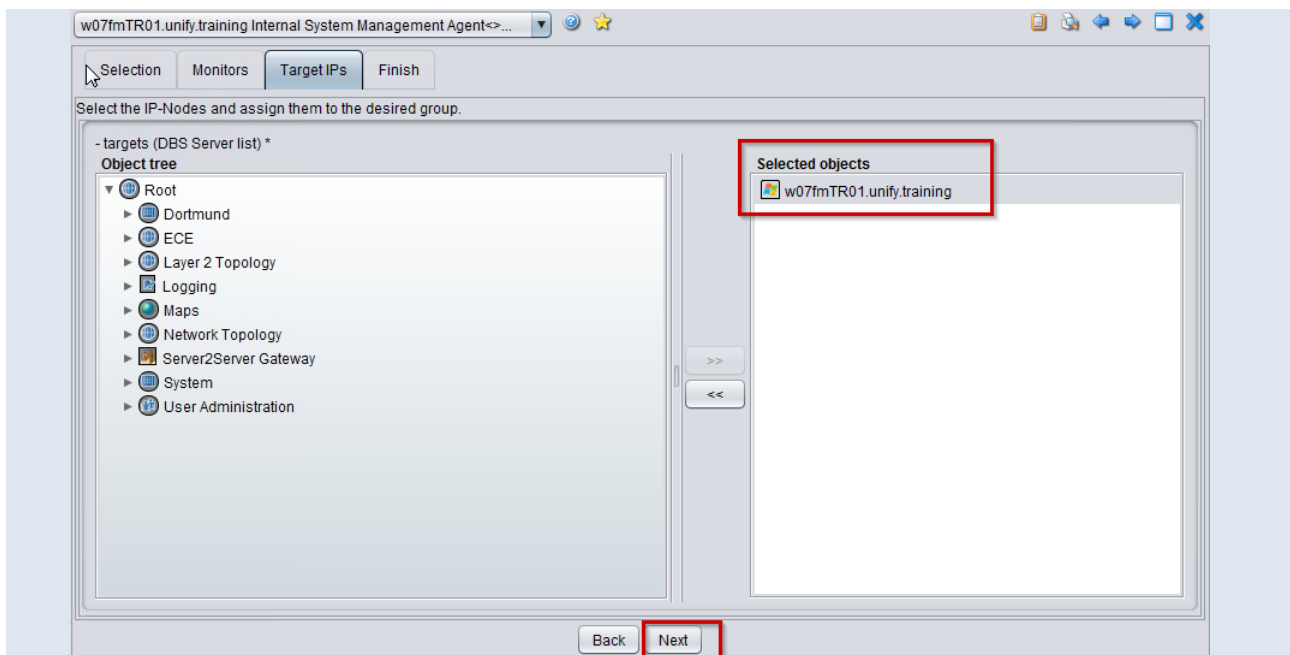 w07fmTR01.unify.training Internal System Management Agent<>...
Selection Monitors Target IPs Finish
Select the IP-Nodes and assign them to the desired group.
- targets (DBS Server list) *
Object tree
Root
Dortmund
ECE
Layer 2 Topology
Logging
Maps
Network Topology
Server2Server Gateway
System
User Administration
>>
<<
Selected objects
w07fmTR01.unify.training
Back Next